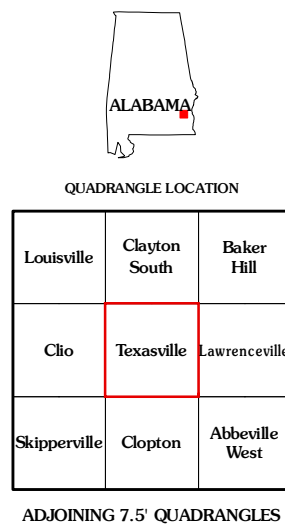 ALABAMA
QUADRANGLE LOCATION
Louisville
Clayton
South
Baker
Hill
Clio
Texasville
Lawrenceville
Skipperville
Clopton
Abbeville
West
ADJOINING 7.5' QUADRANGLES